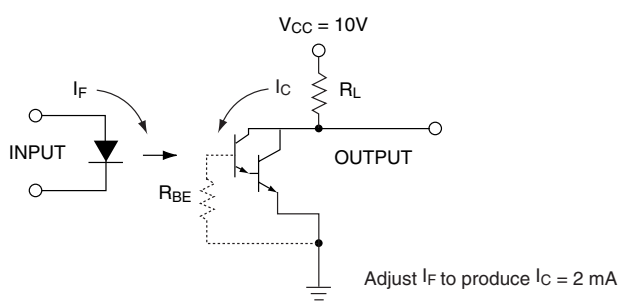 VCC = 10V
IF
IC
RL
INPUT
OUTPUT
RBE
Adjust IF to produce IC = 2 mA